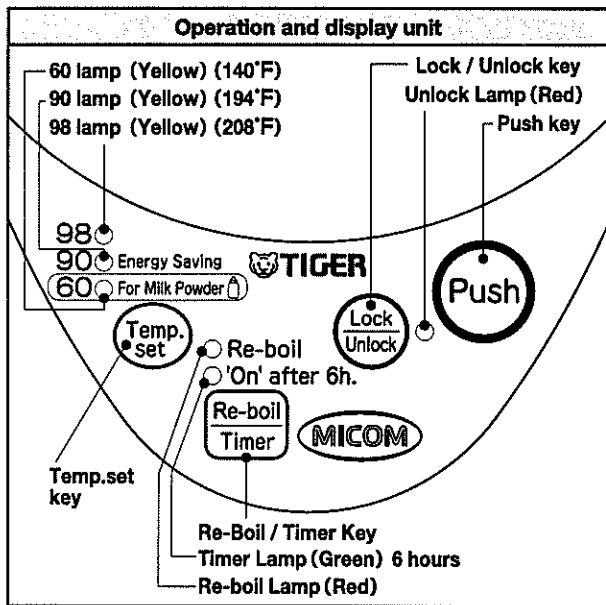 Operation and display unit
60 lamp (Yellow) (140°F)
90 lamp (Yellow) (194°F)
98 lamp (Yellow) (208°F)
Lock / Unlock key
Unlock Lamp (Red)
Push key
98
90 Energy Saving
60 For Milk Powder
TIGER
Push
Lock
Unlock
Temp.
set
Re-boil
'On' after 6h.
Re-boil
Timer
MICOM
Temp.set
key
Re-Boil / Timer Key
Timer Lamp (Green) 6 hours
Re-boil Lamp (Red)